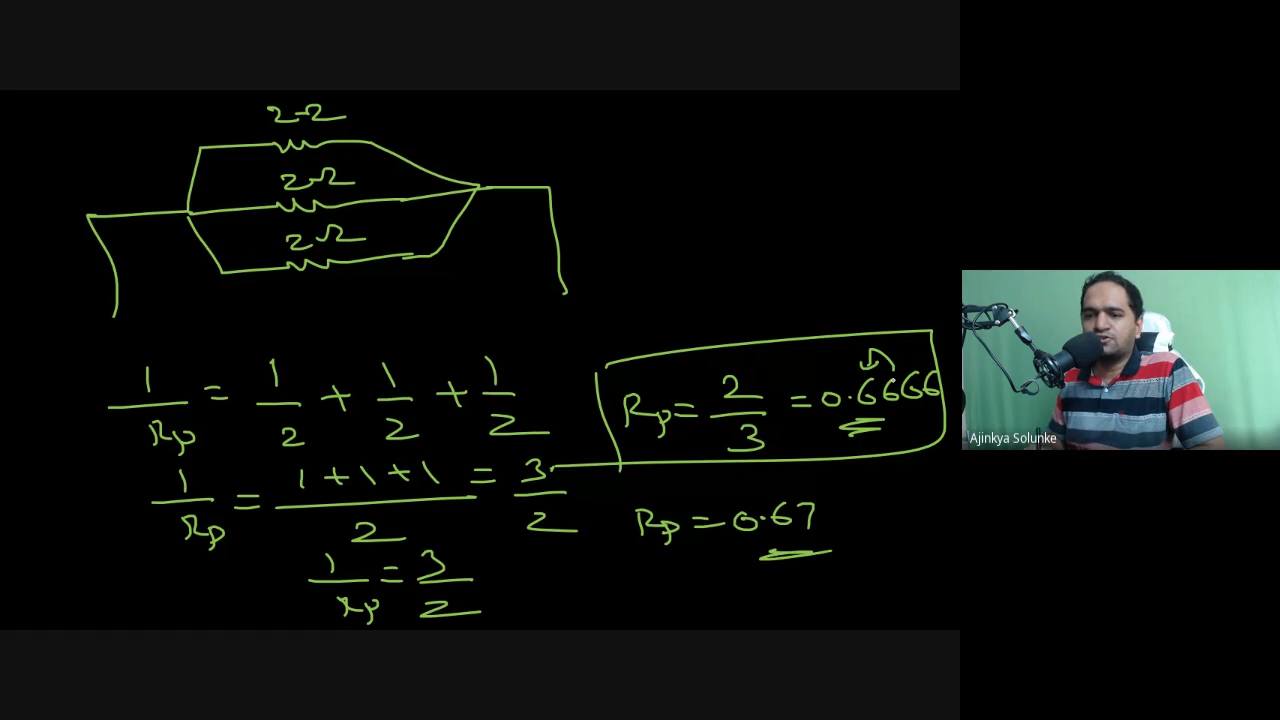 2Ω
2Ω
2Ω
1/Rp = 1/2 + 1/2 + 1/2
1/Rp = (1+1+1)/2 = 3/2
1/Rp = 3/2
Rp = 2/3 = 0.6666
Rp = 0.67
Ajinkya Solunke